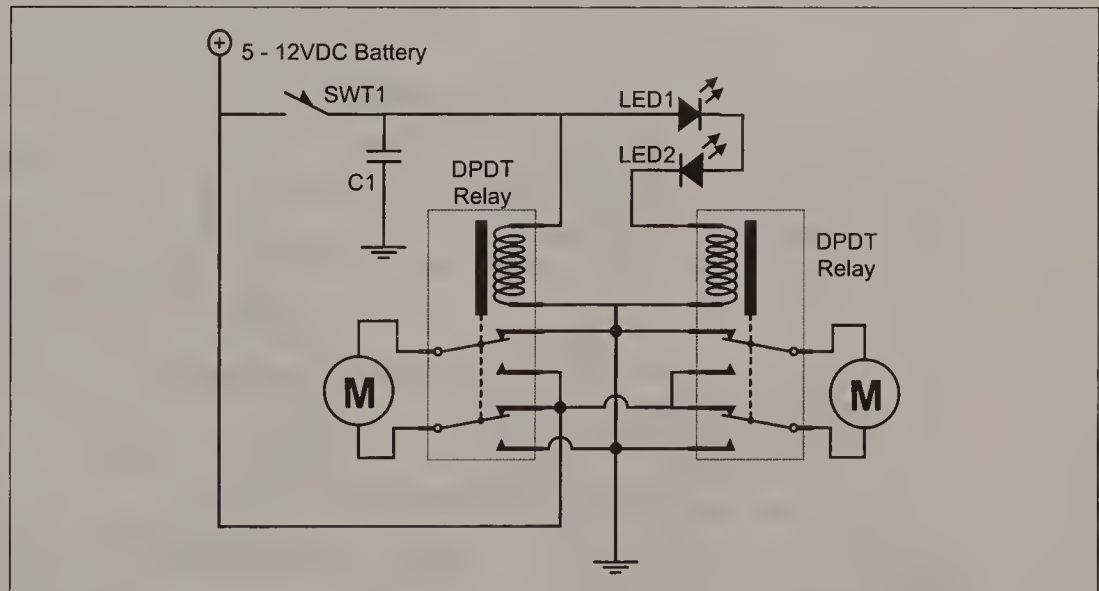 5 - 12VDC Battery
SWT1
LED1
LED2
C1
DPDT
Relay
DPDT
Relay
M
M